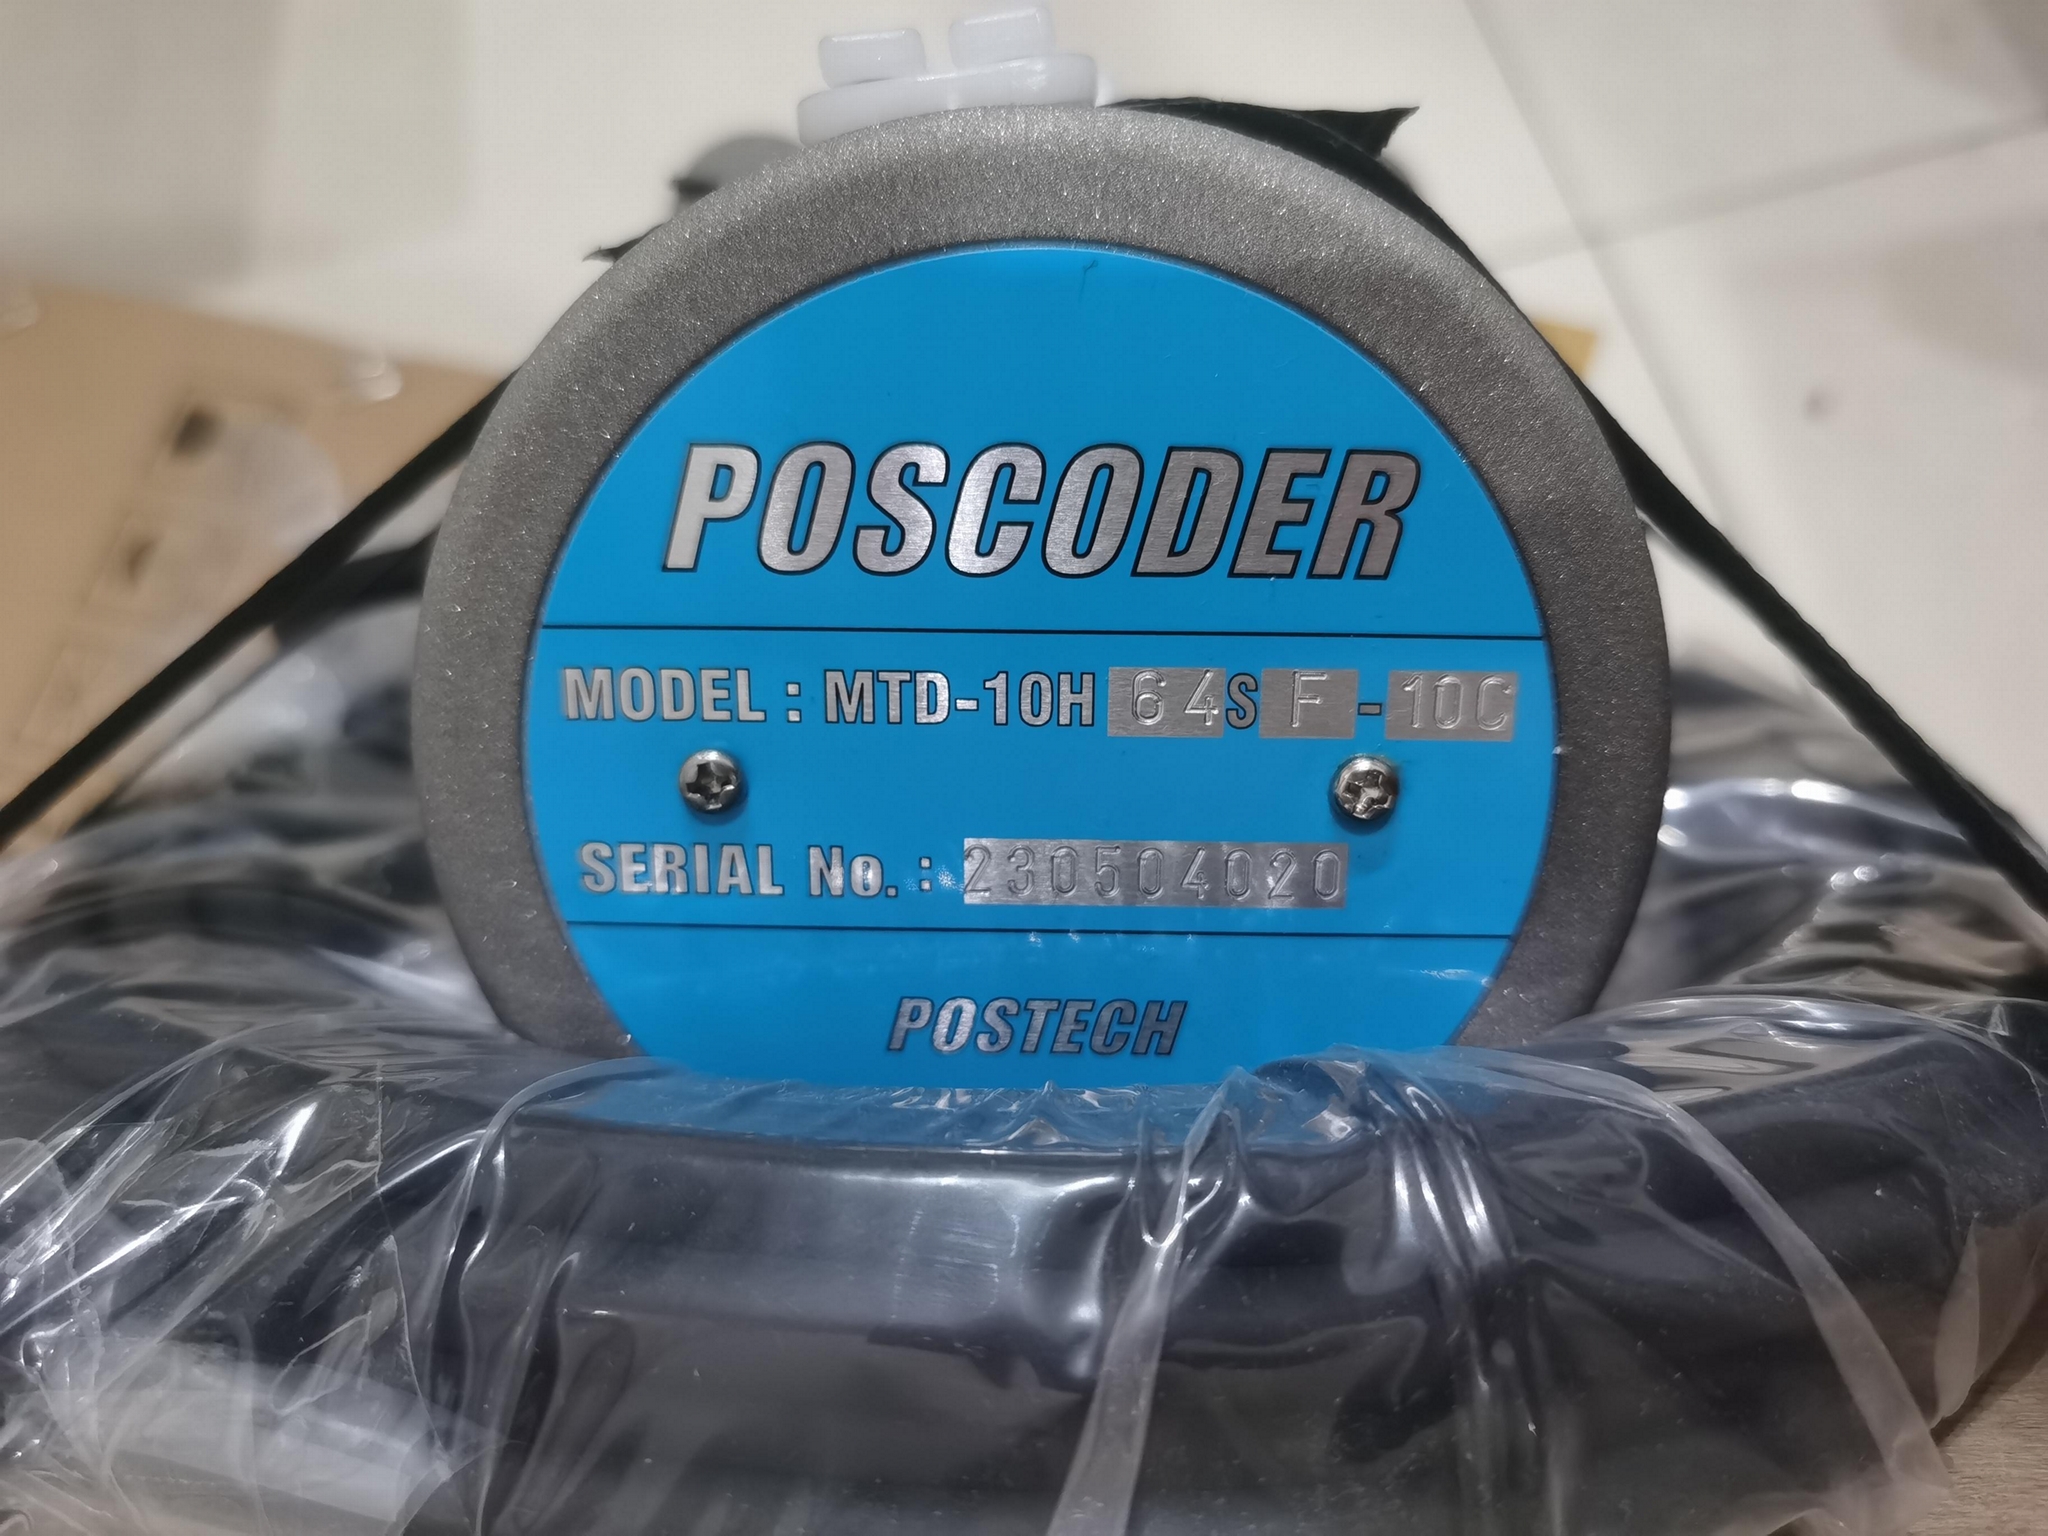 POSCODER
MODEL : MTD-10H 64S F -10C
SERIAL No. : 230504020
POSTECH